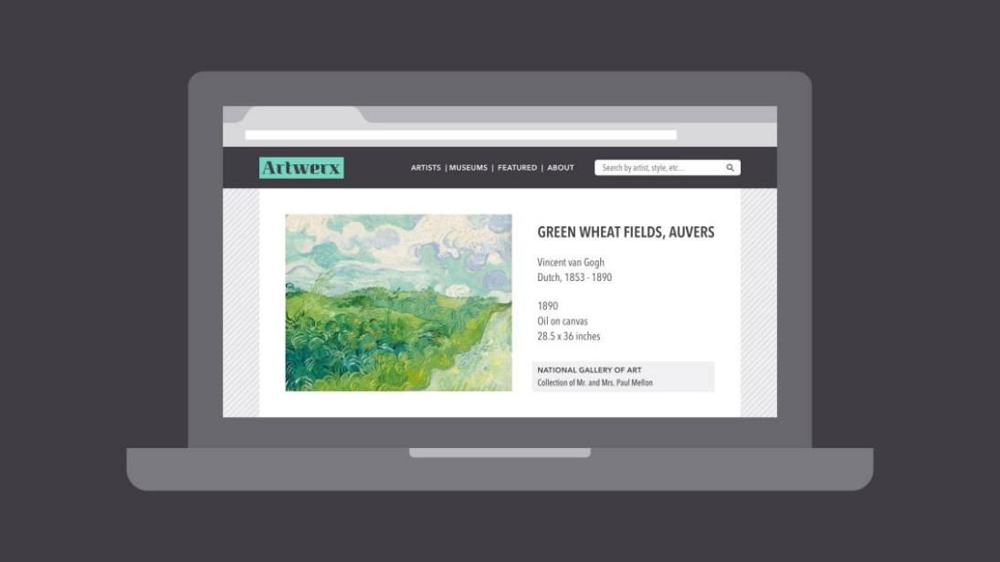 Artwerx
ARTISTS | MUSEUMS | FEATURED | ABOUT
Search by artist, style, etc...
GREEN WHEAT FIELDS, AUVERS
Vincent van Gogh
Dutch, 1853 - 1890
1890
Oil on canvas
28.5 x 36 inches
NATIONAL GALLERY OF ART
Collection of Mr. and Mrs. Paul Mellon